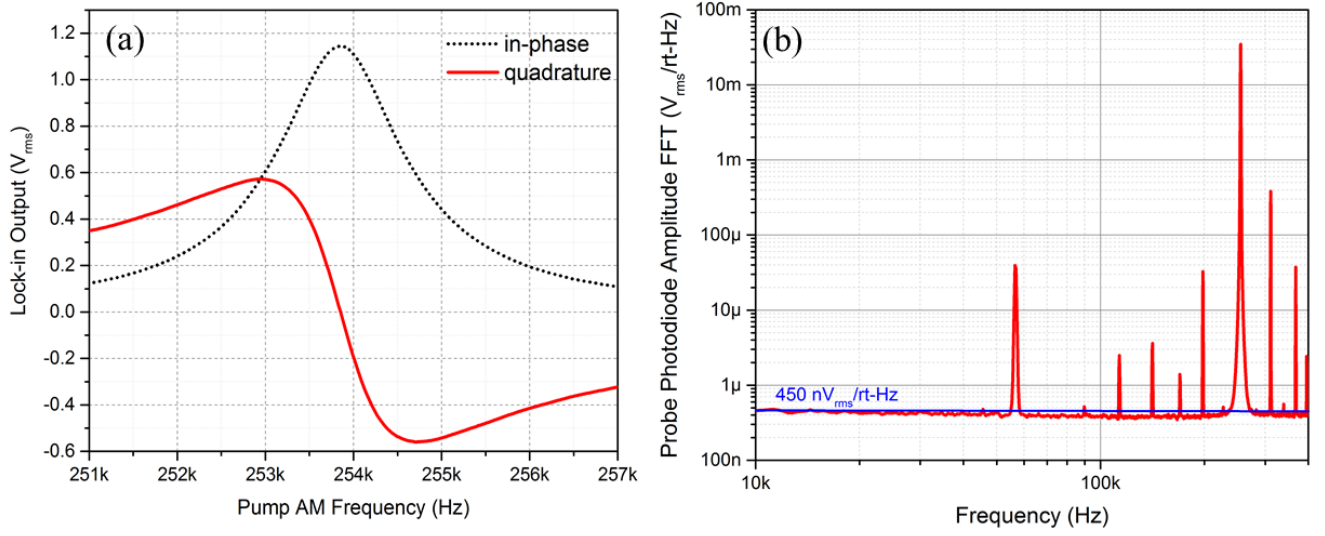 (a)
in-phase
quadrature
Lock-in Output (Vrms)
1.2
1.0
0.8
0.6
0.4
0.2
0.0
-0.2
-0.4
-0.6
251k 252k 253k 254k 255k 256k 257k
Pump AM Frequency (Hz)
(b)
Probe Photodiode Amplitude FFT (Vrms/rt-Hz)
100m
10m
1m
100µ
10µ
1µ
100n
450 nVrms/rt-Hz
10k 100k
Frequency (Hz)